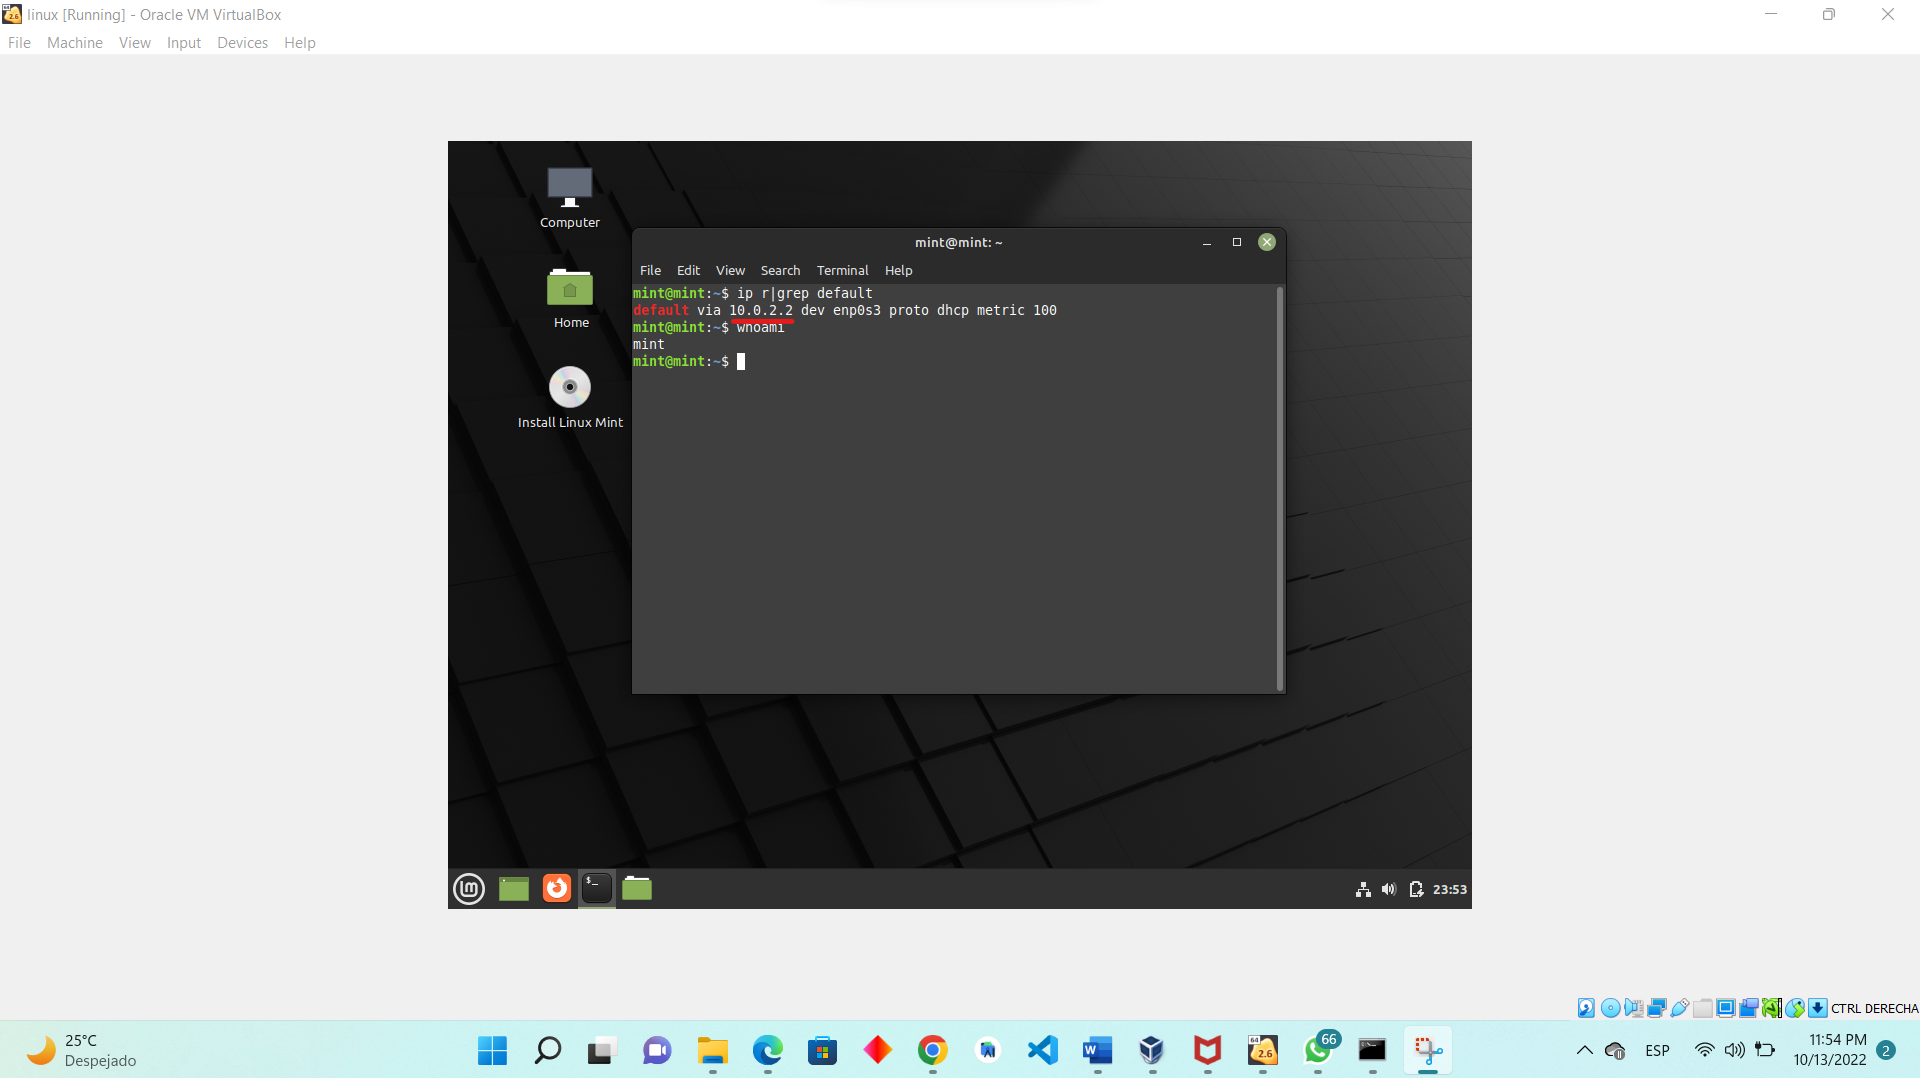 linux [Running] - Oracle VM VirtualBox
File Machine View Input Devices Help
Computer
Home
Install Linux Mint
mint@mint: ~
File Edit View Search Terminal Help
mint@mint:~$ ip r|grep default
default via 10.0.2.2 dev enp0s3 proto dhcp metric 100
mint@mint:~$ whoami
mint
mint@mint:~$
$_
23:53
CTRL DERECHA
25°C
Despejado
64
2.6
66
ESP
11:54 PM
10/13/2022
2